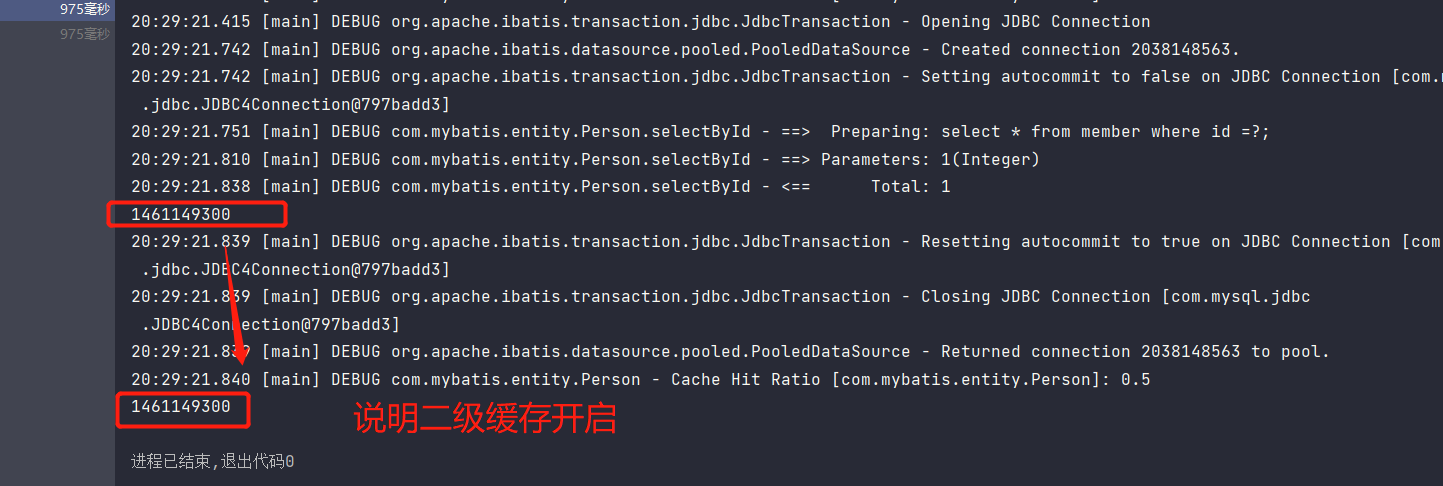 975毫秒
975毫秒
20:29:21.415 [main] DEBUG org.apache.ibatis.transaction.jdbc.JdbcTransaction - Opening JDBC Connection
20:29:21.742 [main] DEBUG org.apache.ibatis.datasource.pooled.PooledDataSource - Created connection 2038148563.
20:29:21.742 [main] DEBUG org.apache.ibatis.transaction.jdbc.JdbcTransaction - Setting autocommit to false on JDBC Connection [com.m
.jdbc.JDBC4Connection@797badd3]
20:29:21.751 [main] DEBUG com.mybatis.entity.Person.selectById - ==>  Preparing: select * from member where id =?;
20:29:21.810 [main] DEBUG com.mybatis.entity.Person.selectById - ==> Parameters: 1(Integer)
20:29:21.838 [main] DEBUG com.mybatis.entity.Person.selectById - <==      Total: 1
1461149300
20:29:21.839 [main] DEBUG org.apache.ibatis.transaction.jdbc.JdbcTransaction - Resetting autocommit to true on JDBC Connection [com
.jdbc.JDBC4Connection@797badd3]
20:29:21.839 [main] DEBUG org.apache.ibatis.transaction.jdbc.JdbcTransaction - Closing JDBC Connection [com.mysql.jdbc
.JDBC4Connection@797badd3]
20:29:21.839 [main] DEBUG org.apache.ibatis.datasource.pooled.PooledDataSource - Returned connection 2038148563 to pool.
20:29:21.840 [main] DEBUG com.mybatis.entity.Person - Cache Hit Ratio [com.mybatis.entity.Person]: 0.5
1461149300
说明二级缓存开启
进程已结束,退出代码0